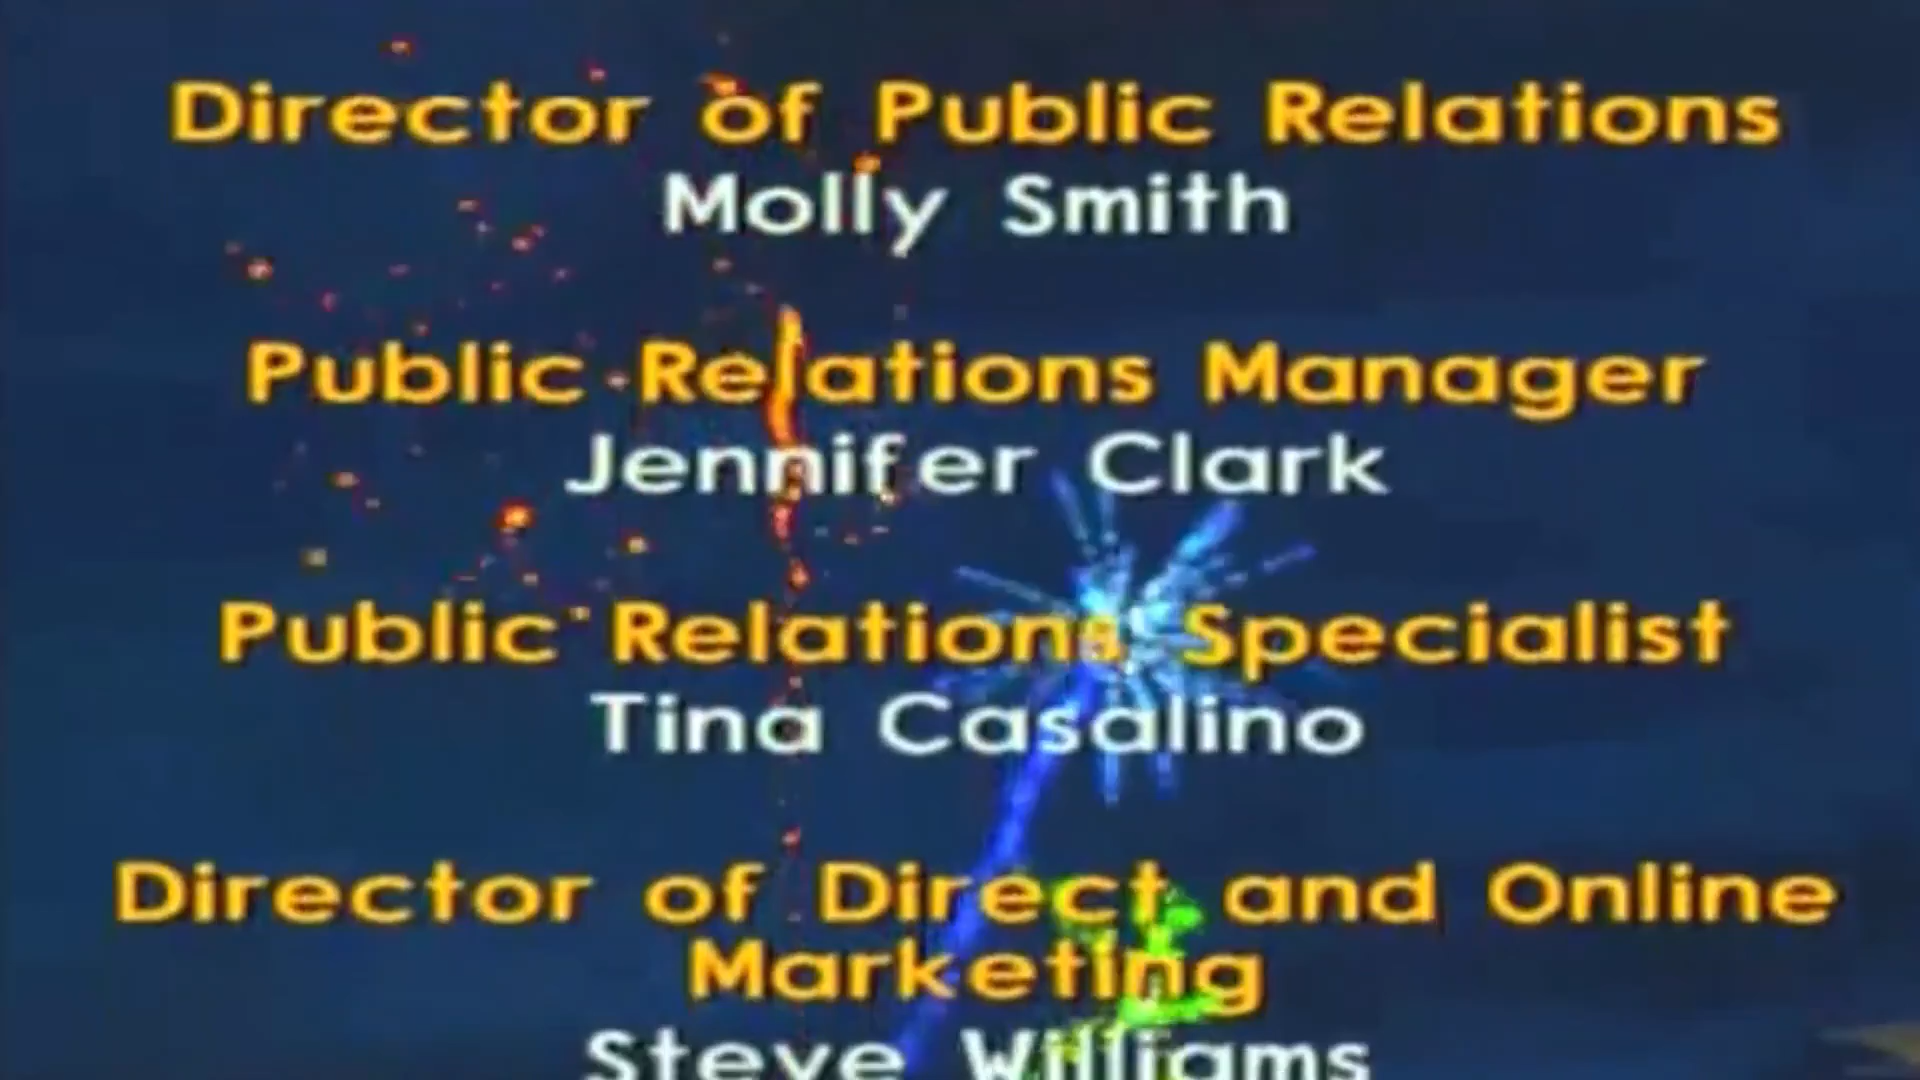 Director of Public Relations
Molly Smith
Public Relations Manager
Jennifer Clark
Public Relations Specialist
Tina Casalino
Director of Direct and Online
Marketing
Steve Williams